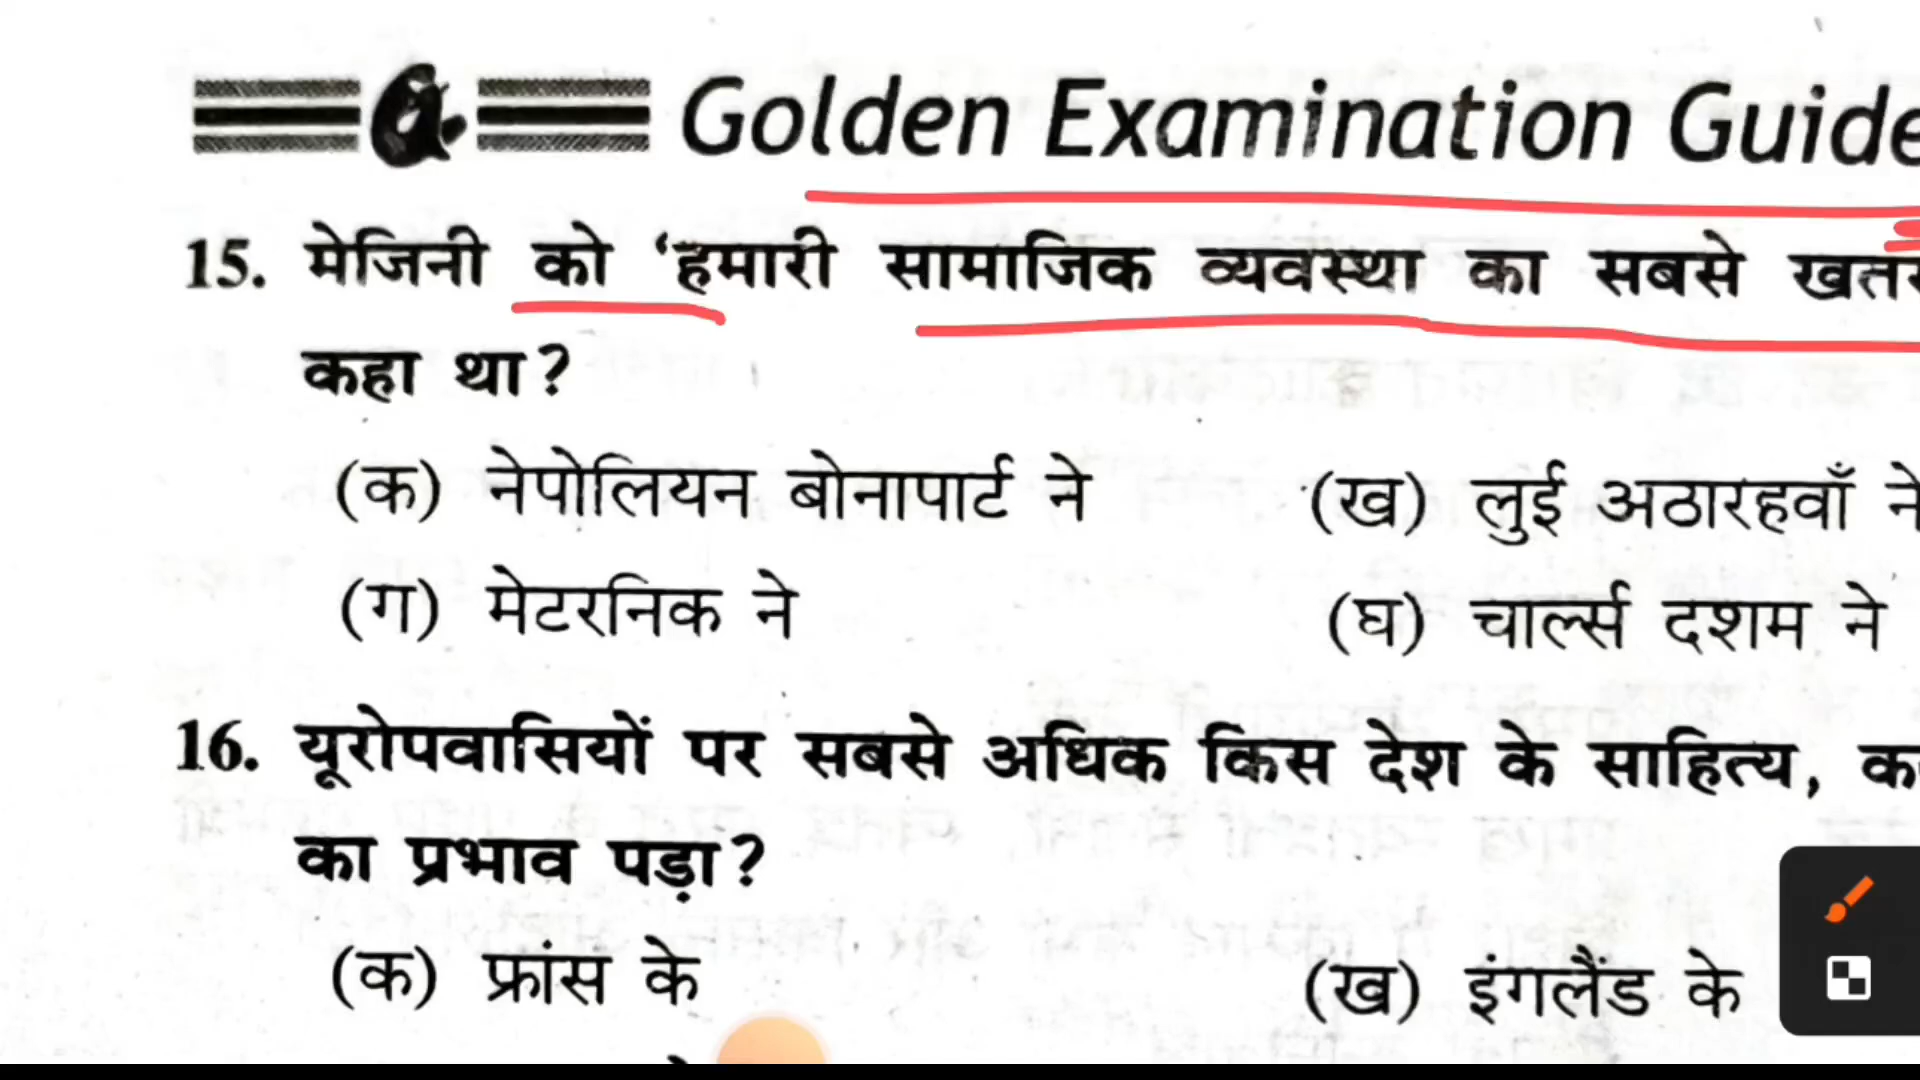 Golden Examination Guide
15. मेजिनी को ‘हमारी सामाजिक व्यवस्था का सबसे
कहा था?
(क) नेपोलियन बोनापार्ट ने (ख) लुई अठारहवाँ ने
(ग) मेटरनिक ने (घ) चार्ल्स दशम ने
16. यूरोपवासियों पर सबसे अधिक किस देश के साहित्य,
का प्रभाव पड़ा?
(क) फ्रांस के (ख) इंगलैंड के